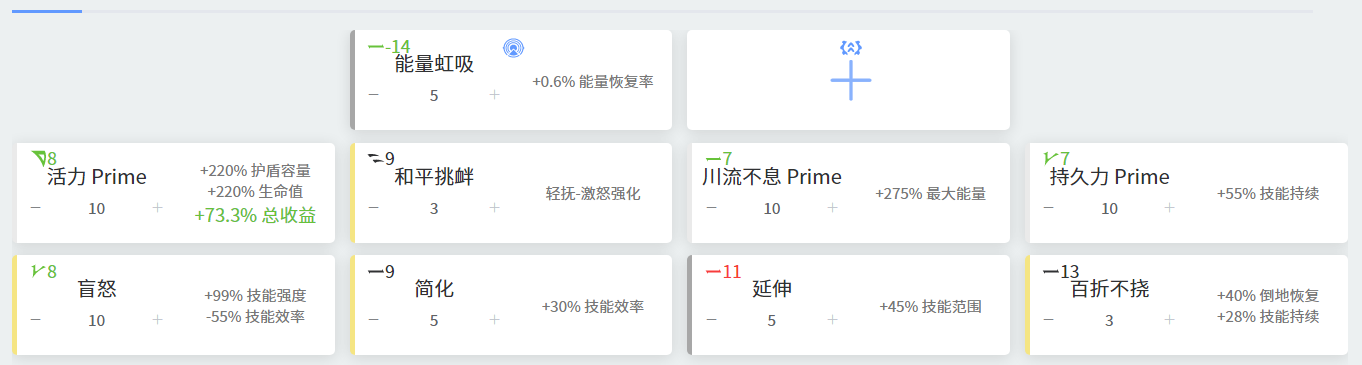 -14
能量虹吸
5
+0.6% 能量恢复率
8
活力 Prime
10
+220% 护盾容量
+220% 生命值
+73.3% 总收益
9
和平挑衅
3
轻抚-激怒强化
7
川流不息 Prime
10
+275% 最大能量
7
持久力 Prime
10
+55% 技能持续
8
盲怒
10
+99% 技能强度
-55% 技能效率
9
简化
5
+30% 技能效率
11
延伸
5
+45% 技能范围
13
百折不挠
3
+40% 倒地恢复
+28% 技能持续